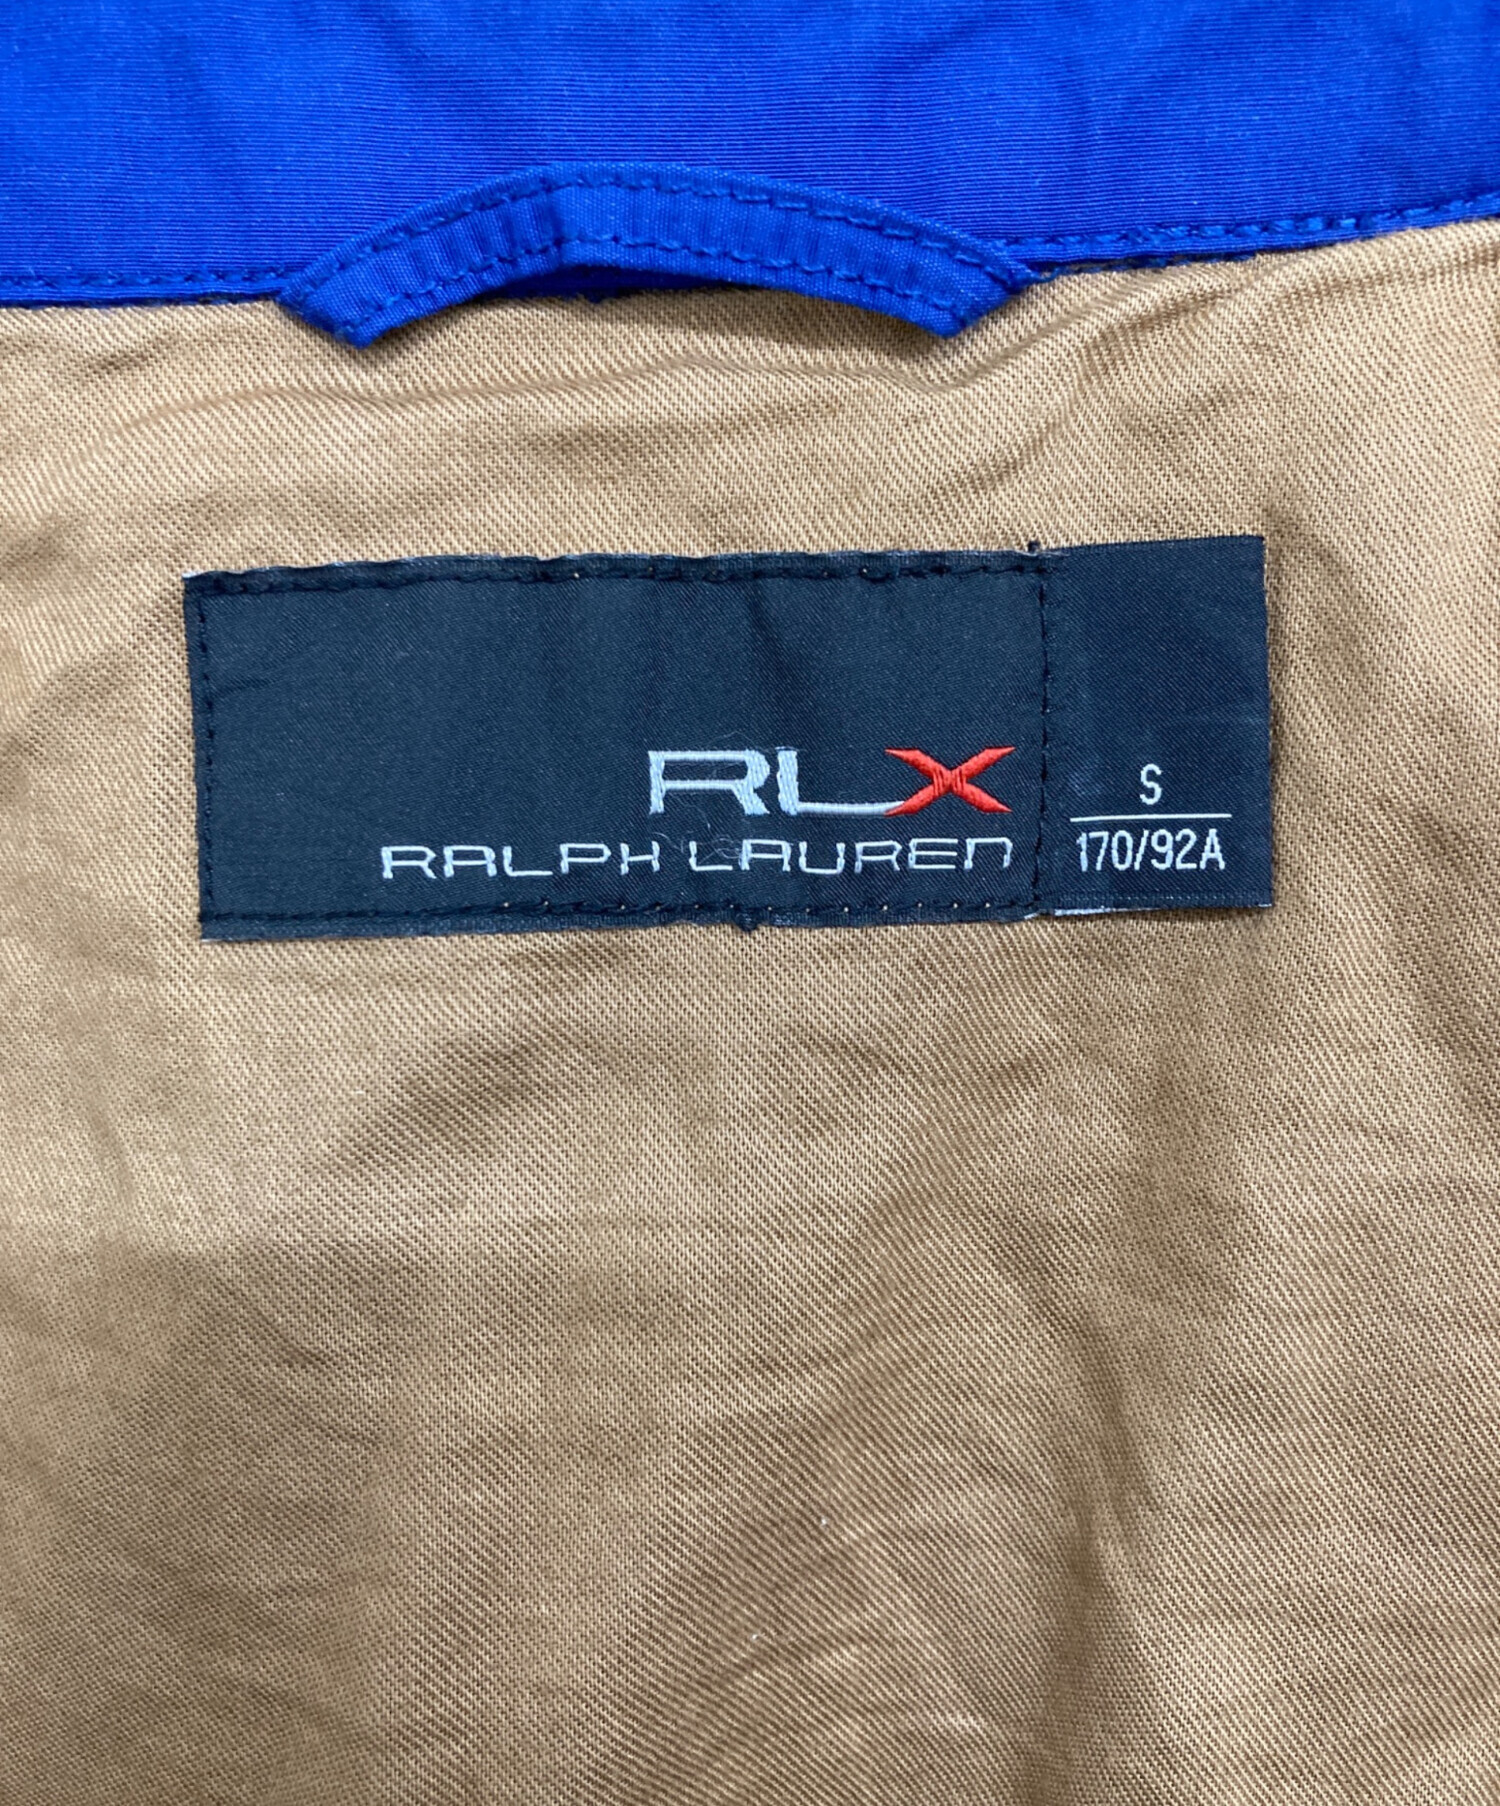 RLX
RALPH LAUREN
S
170/92A